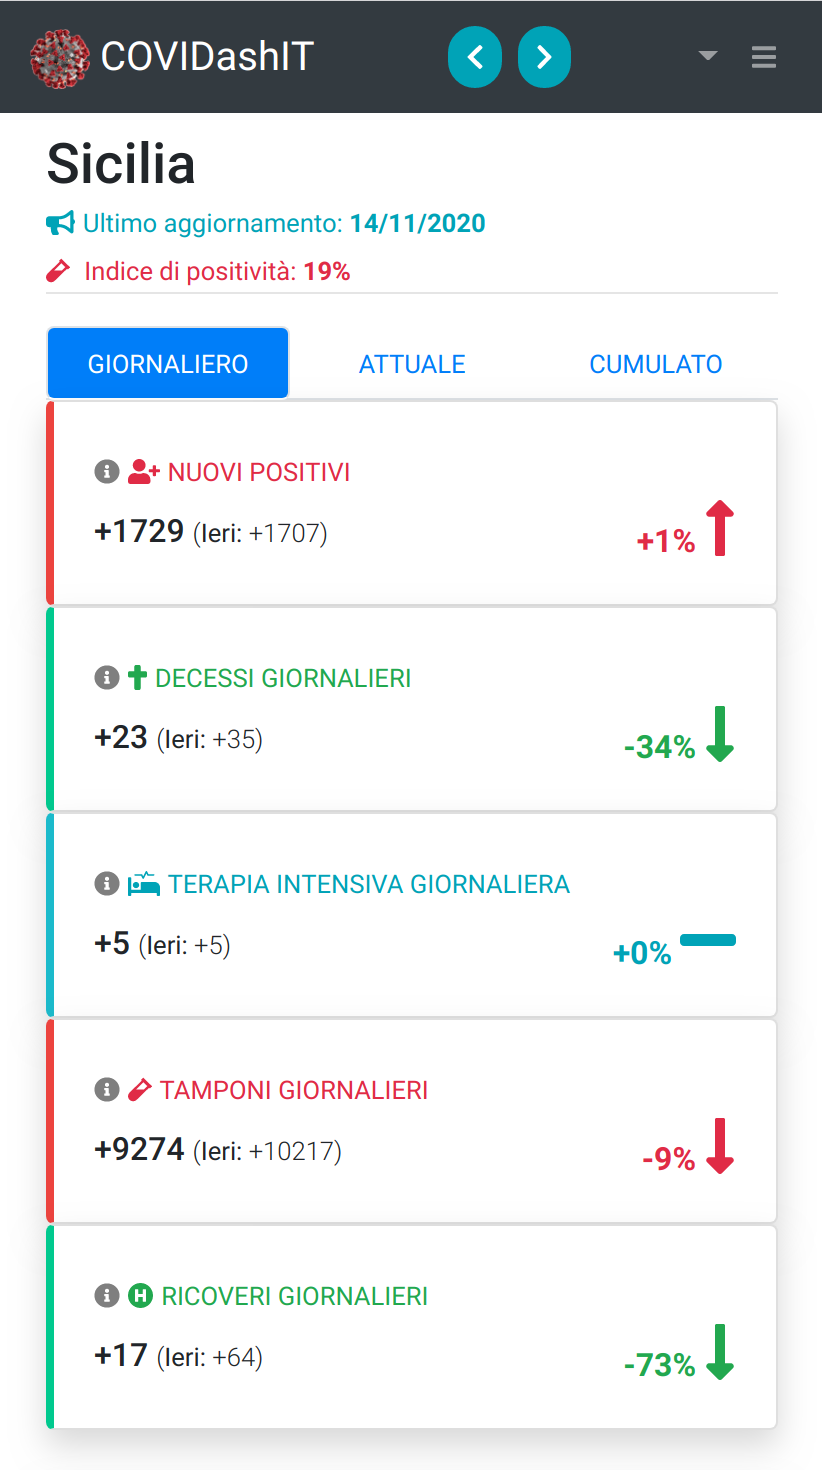 COVIDashIT
Sicilia
Ultimo aggiornamento: 14/11/2020
Indice di positività: 19%
GIORNALIERO ATTUALE CUMULATO
NUOVI POSITIVI
+1729 (Ieri: +1707)
+1%
DECESSI GIORNALIERI
+23 (Ieri: +35)
-34%
TERAPIA INTENSIVA GIORNALIERA
+5 (Ieri: +5)
+0%
TAMPONI GIORNALIERI
+9274 (Ieri: +10217)
-9%
H RICOVERI GIORNALIERI
+17 (Ieri: +64)
-73%